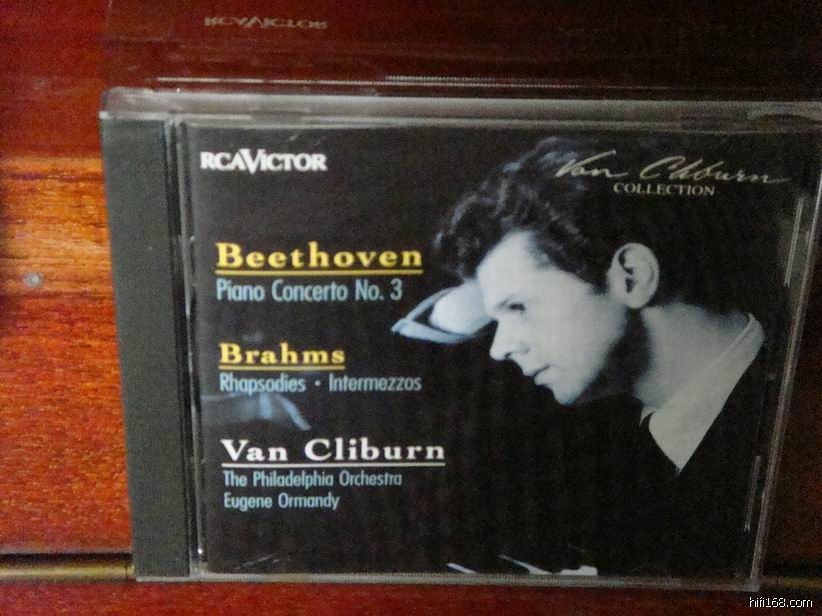 RCAVICTOR
RCAVICTOR
Van Cliburn
COLLECTION
Beethoven
Piano Concerto No. 3
Brahms
Rhapsodies • Intermezzos
Van Cliburn
The Philadelphia Orchestra
Eugene Ormandy
hifi168.com